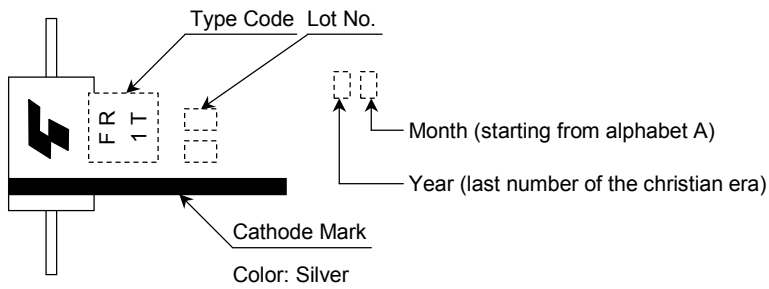 Type Code
Lot No.
FR
1T
Month (starting from alphabet A)
Year (last number of the christian era)
Cathode Mark
Color: Silver